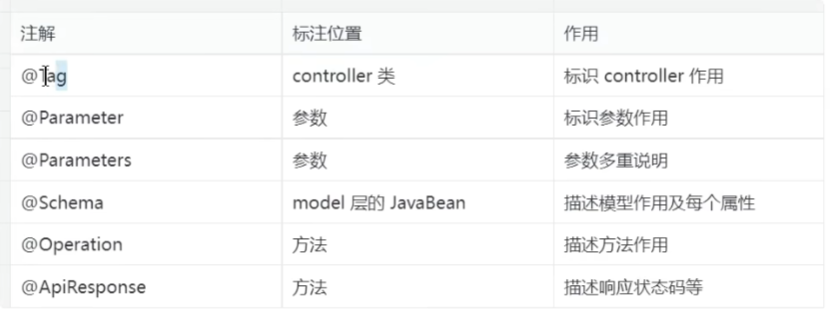 注解 标注位置 作用
@Tag controller 类 标识 controller 作用
@Parameter 参数 标识参数作用
@Parameters 参数 参数多重说明
@Schema model 层的 JavaBean 描述模型作用及每个属性
@Operation 方法 描述方法作用
@ApiResponse 方法 描述响应状态码等